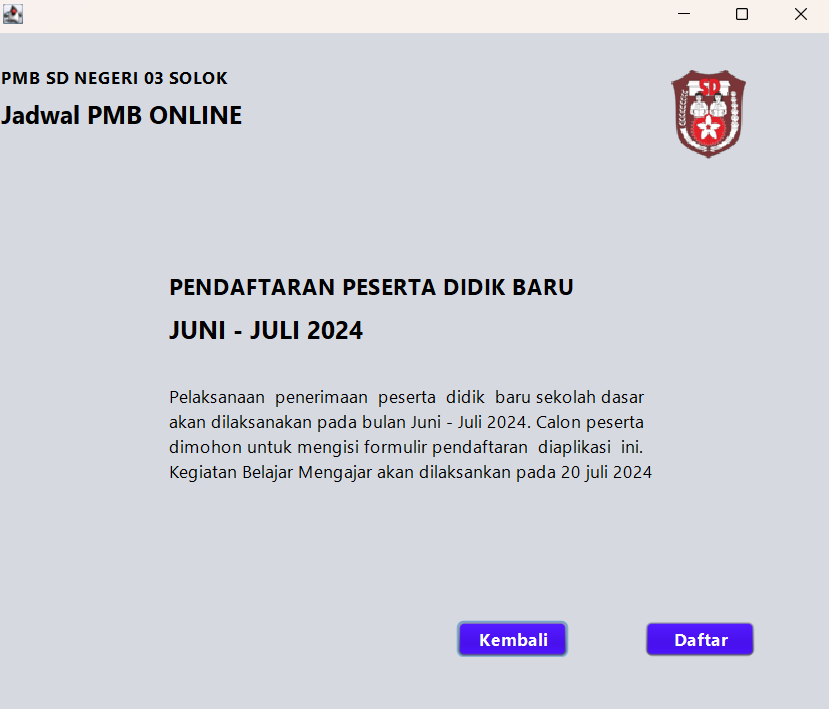 PMB SD NEGERI 03 SOLOK
Jadwal PMB ONLINE
SD
PENDAFTARAN PESERTA DIDIK BARU
JUNI - JULI 2024
Pelaksanaan penerimaan peserta didik baru sekolah dasar
akan dilaksanakan pada bulan Juni - Juli 2024. Calon peserta
dimohon untuk mengisi formulir pendaftaran diaplikasi ini.
Kegiatan Belajar Mengajar akan dilaksankan pada 20 juli 2024
Kembali
Daftar